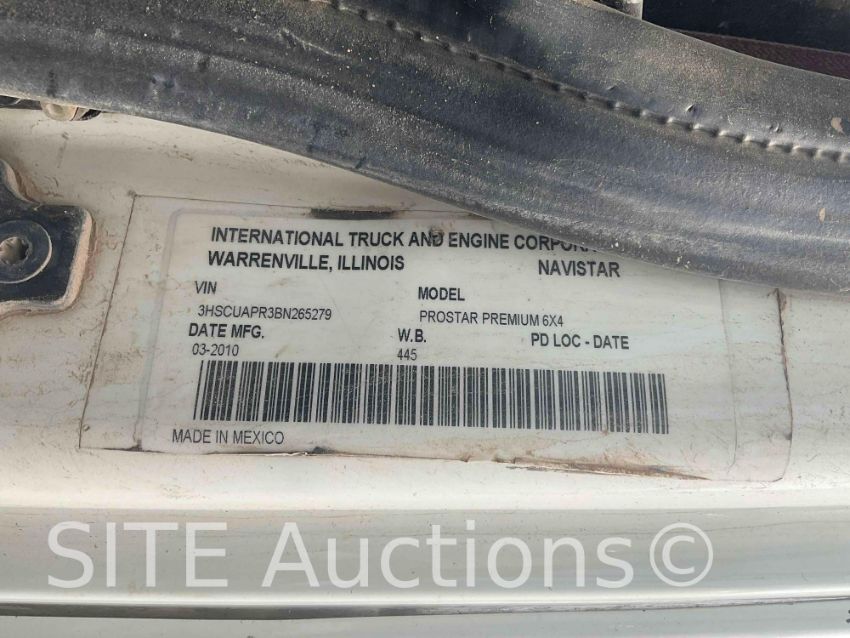 INTERNATIONAL TRUCK AND ENGINE
WARRENVILLE, ILLINOIS NAVISTAR
VIN MODEL
3HSCUAPR3BN265279 PROSTAR PREMIUM 6X4
DATE MFG. W.B. PD LOC - DATE
03-2010 445
MADE IN MEXICO
SITE Auctions©